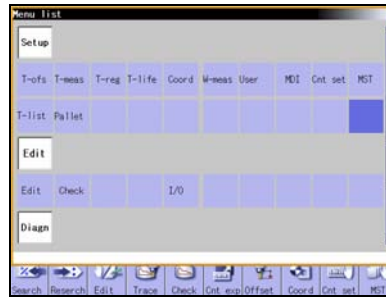 Menu list
Setup
T-ofs T-meas T-reg T-life Coord W-meas User MDI Cnt set MST
T-list Pallet
Edit
Edit Check I/O
Diagn
Search Reserch Edit Trace Check Cnt exp Offset Coord Cnt set MST